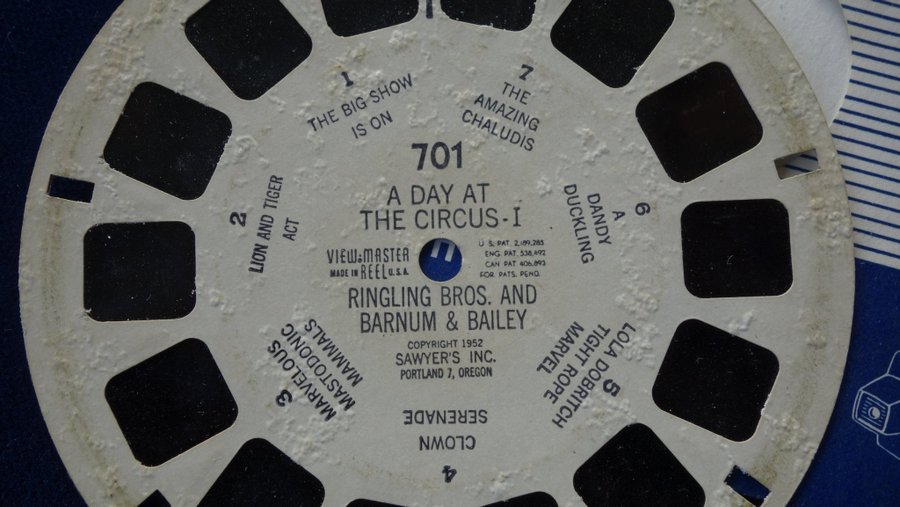 701
A DAY AT
THE CIRCUS-I
VIEW-MASTER
MADE IN REEL U.S.A.
U.S. PAT. 2,189,285
ENG. PAT. 538,692
CAN PAT 406,893
FOR. PATS. PEND.
RINGLING BROS. AND
BARNUM & BAILEY
COPYRIGHT 1952
SAWYER'S INC.
PORTLAND 7, OREGON
1
THE BIG SHOW
IS ON
2
LION AND TIGER
ACT
3
MARVELOUS
MASTODONIC
MAMMALS
4
CLOWN
SERENADE
5
LOLA DOBRITCH
TIGHT ROPE
MARVEL
6
A
DANDY
DUCKLING
7
THE
AMAZING
CHALUDIS